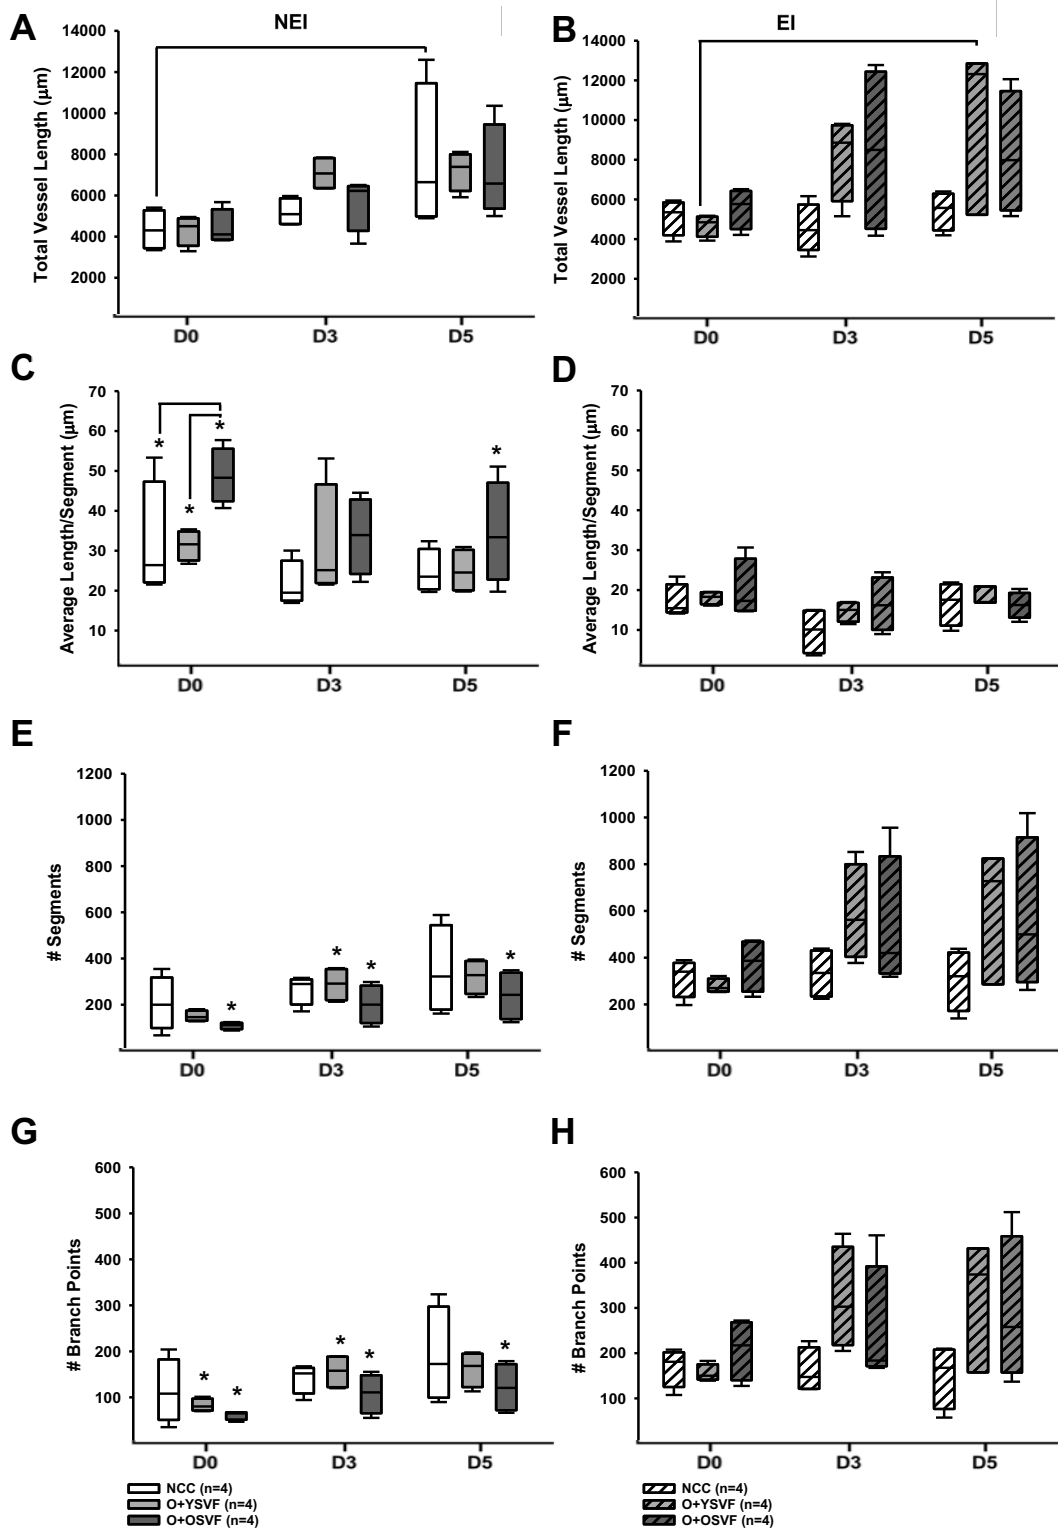 A
NEI
Total Vessel Length (µm)
14000
12000
10000
8000
6000
4000
2000
D0 D3 D5
B
EI
Total Vessel Length (µm)
14000
12000
10000
8000
6000
4000
2000
D0 D3 D5
C
Average Length/Segment (µm)
70
60
50
40
30
20
10
* * * *
D0 D3 D5
D
Average Length/Segment (µm)
70
60
50
40
30
20
10
D0 D3 D5
E
# Segments
1200
1000
800
600
400
200
* * * *
D0 D3 D5
F
# Segments
1200
1000
800
600
400
200
D0 D3 D5
G
# Branch Points
600
500
400
300
200
100
* * * * *
D0 D3 D5
NCC (n=4)
O+YSVF (n=4)
O+OSVF (n=4)
H
# Branch Points
600
500
400
300
200
100
D0 D3 D5
NCC (n=4)
O+YSVF (n=4)
O+OSVF (n=4)